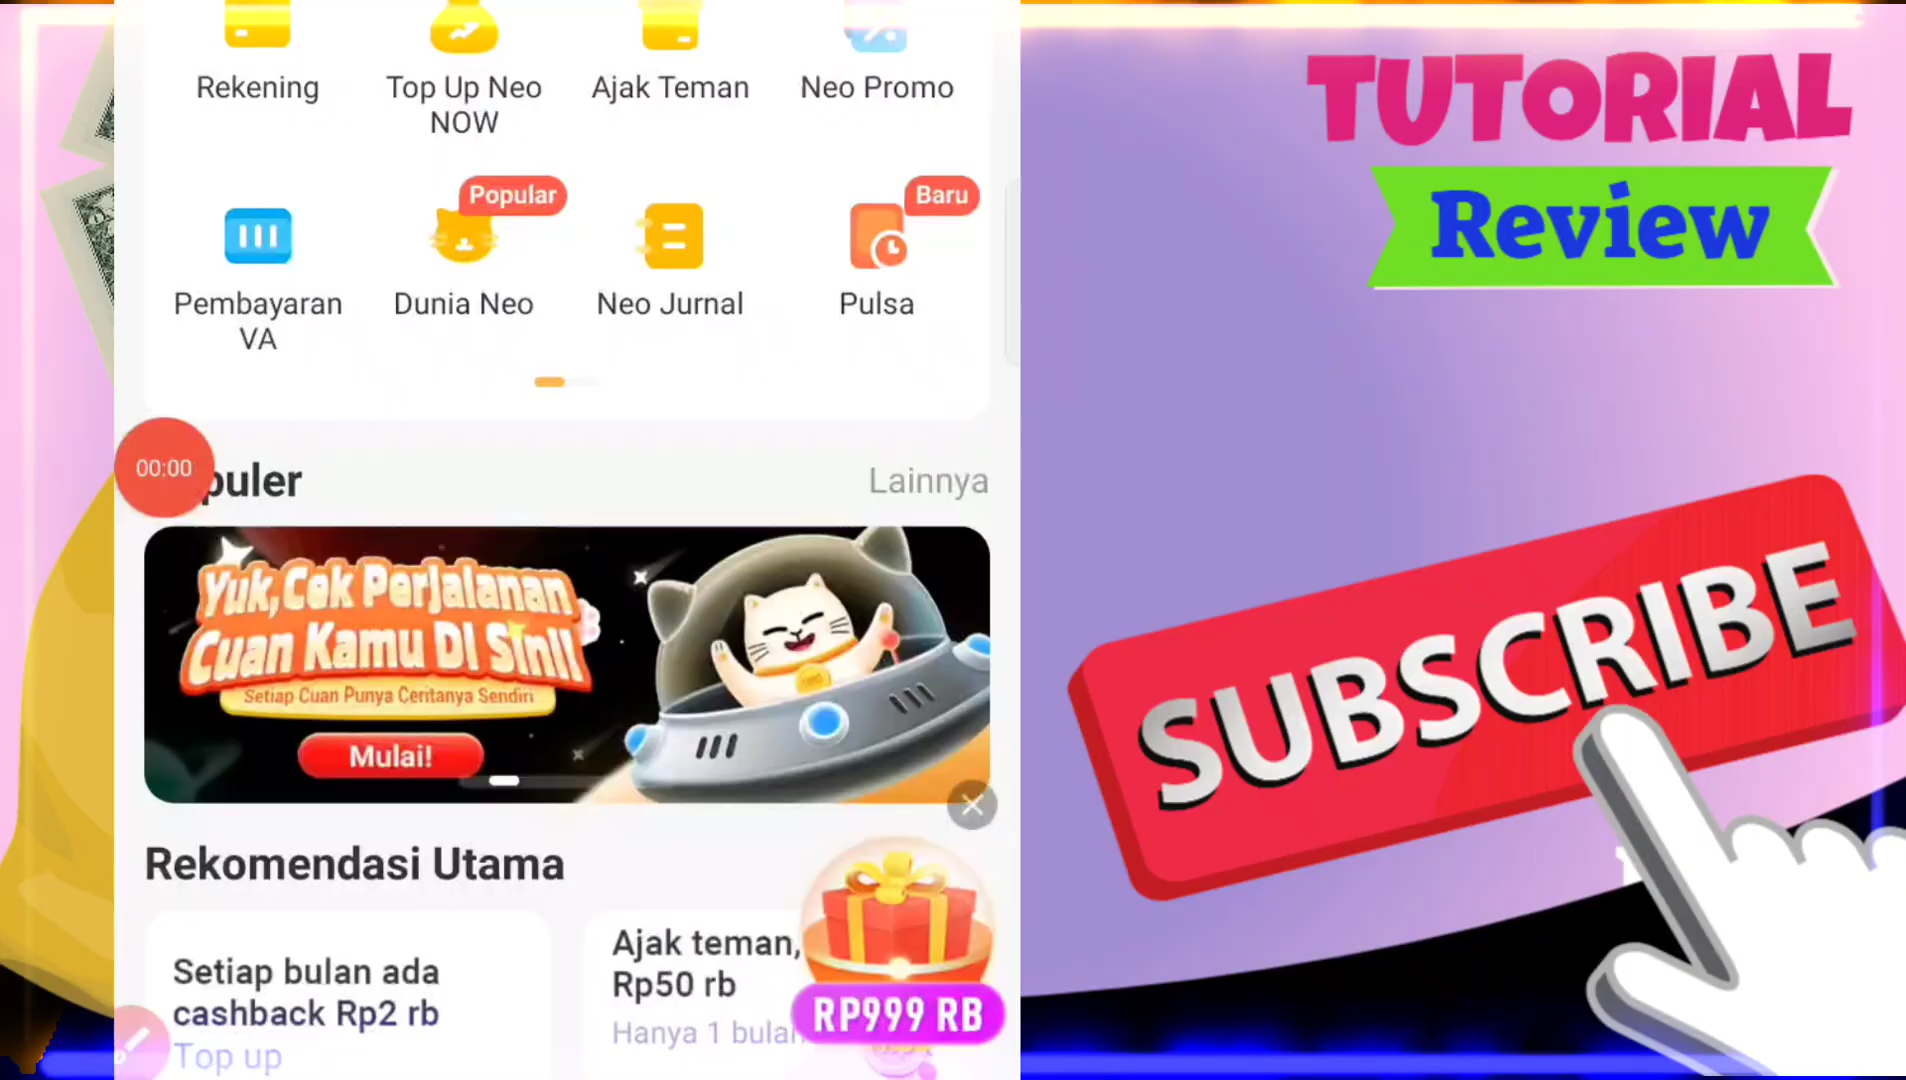 Rekening
Top Up Neo
NOW
Ajak Teman
Neo Promo
Popular
Baru
Pembayaran
VA
Dunia Neo
Neo Jurnal
Pulsa
00:00
puler
Lainnya
Yuk, Cek Perjalanan
Cuan Kamu Di Sini!
Setiap Cuan Punya Ceritanya Sendiri
Mulai!
Rekomendasi Utama
Setiap bulan ada
cashback Rp2 rb
Top up
Ajak teman,
Rp50 rb
Hanya 1 bulan
RP999 RB
TUTORIAL
Review
SUBSCRIBE